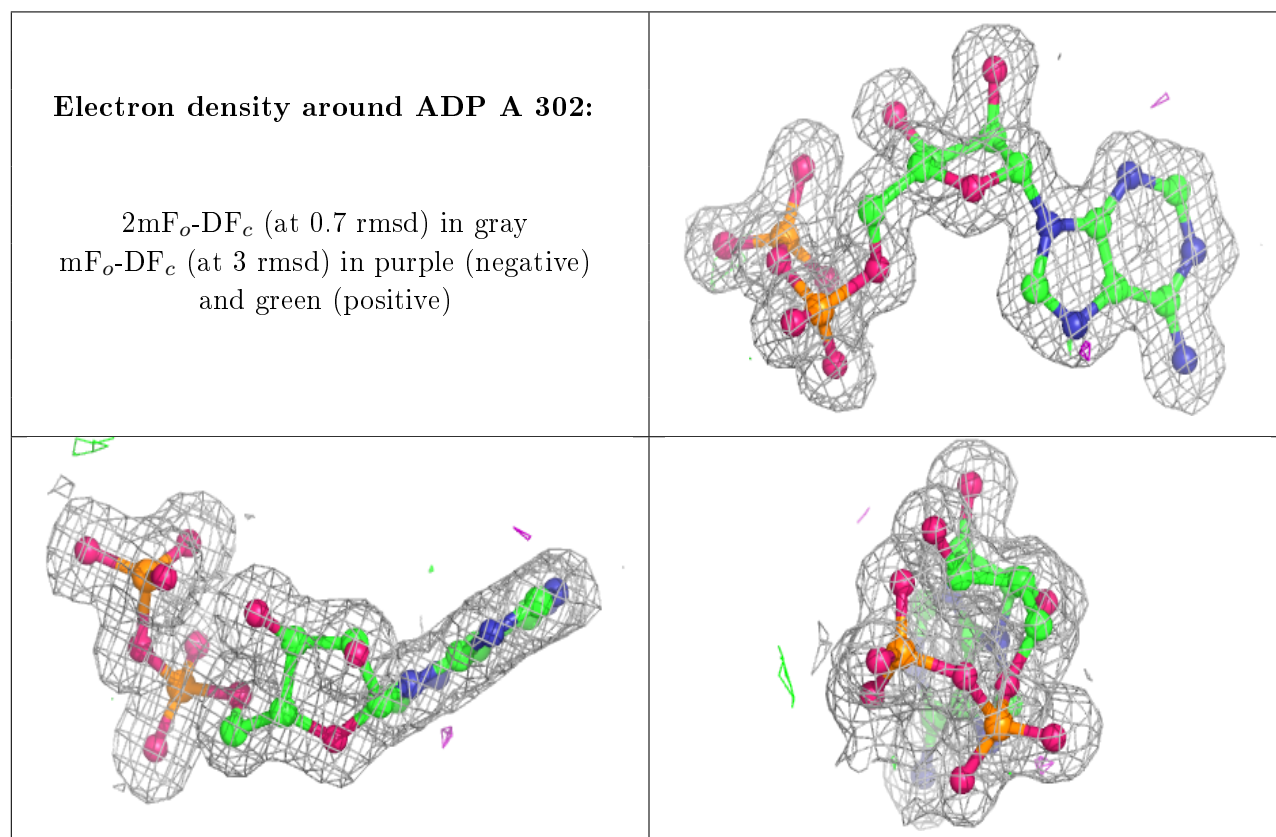 Electron density around ADP A 302:
2mFₒ-DF𝒸 (at 0.7 rmsd) in gray
mFₒ-DF𝒸 (at 3 rmsd) in purple (negative)
and green (positive)